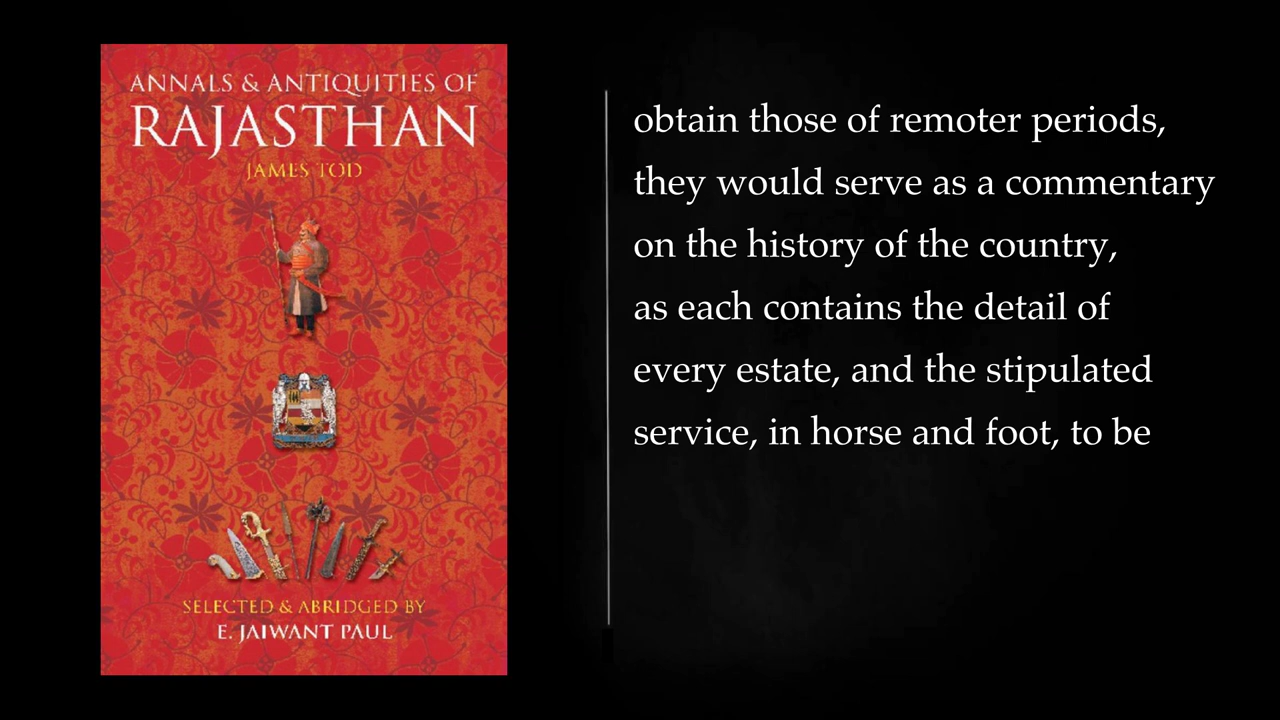 ANNALS & ANTIQUITIES OF
RAJASTHAN
JAMES TOD
SELECTED & ABRIDGED BY
E. JAIWANT PAUL
obtain those of remoter periods,
they would serve as a commentary
on the history of the country,
as each contains the detail of
every estate, and the stipulated
service, in horse and foot, to be